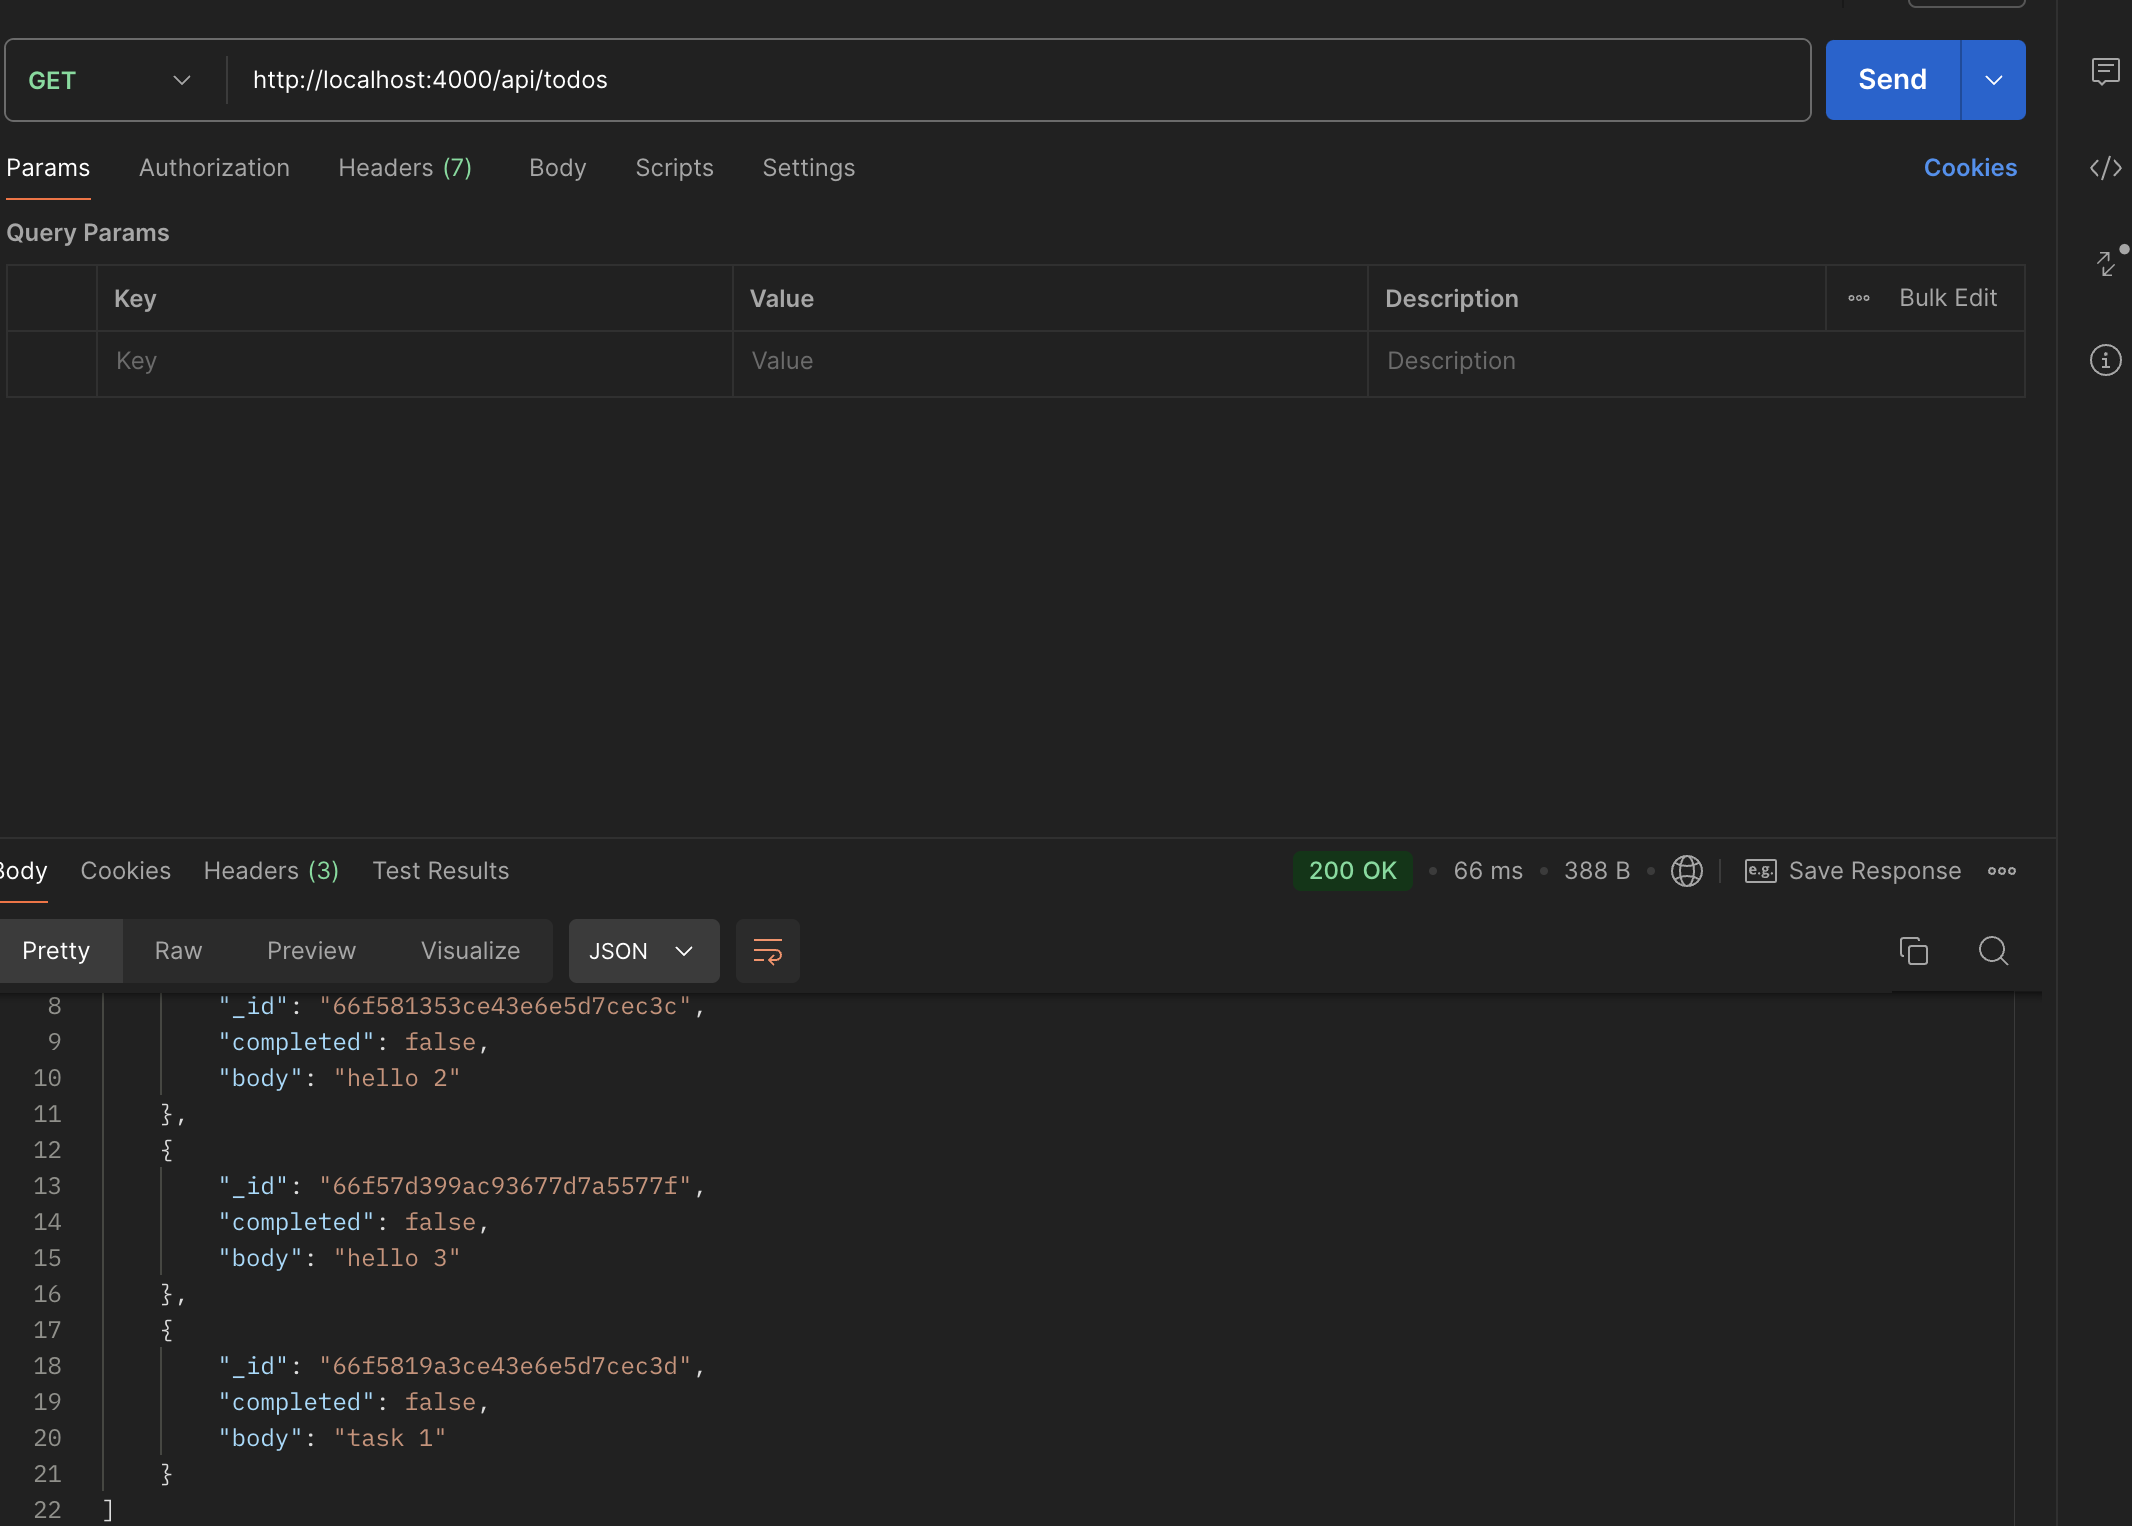 GET http://localhost:4000/api/todos Send
Params Authorization Headers (7) Body Scripts Settings Cookies
Query Params
Key Value Description Bulk Edit
Key Value Description
Body Cookies Headers (3) Test Results 200 OK 66 ms 388 B e.g. Save Response
Pretty Raw Preview Visualize JSON
8 "_id": "66f581353ce43e6e5d7cec3c",
9 "completed": false,
10 "body": "hello 2"
11 },
12 {
13 "_id": "66f57d399ac93677d7a5577f",
14 "completed": false,
15 "body": "hello 3"
16 },
17 {
18 "_id": "66f5819a3ce43e6e5d7cec3d",
19 "completed": false,
20 "body": "task 1"
21 }
22 ]